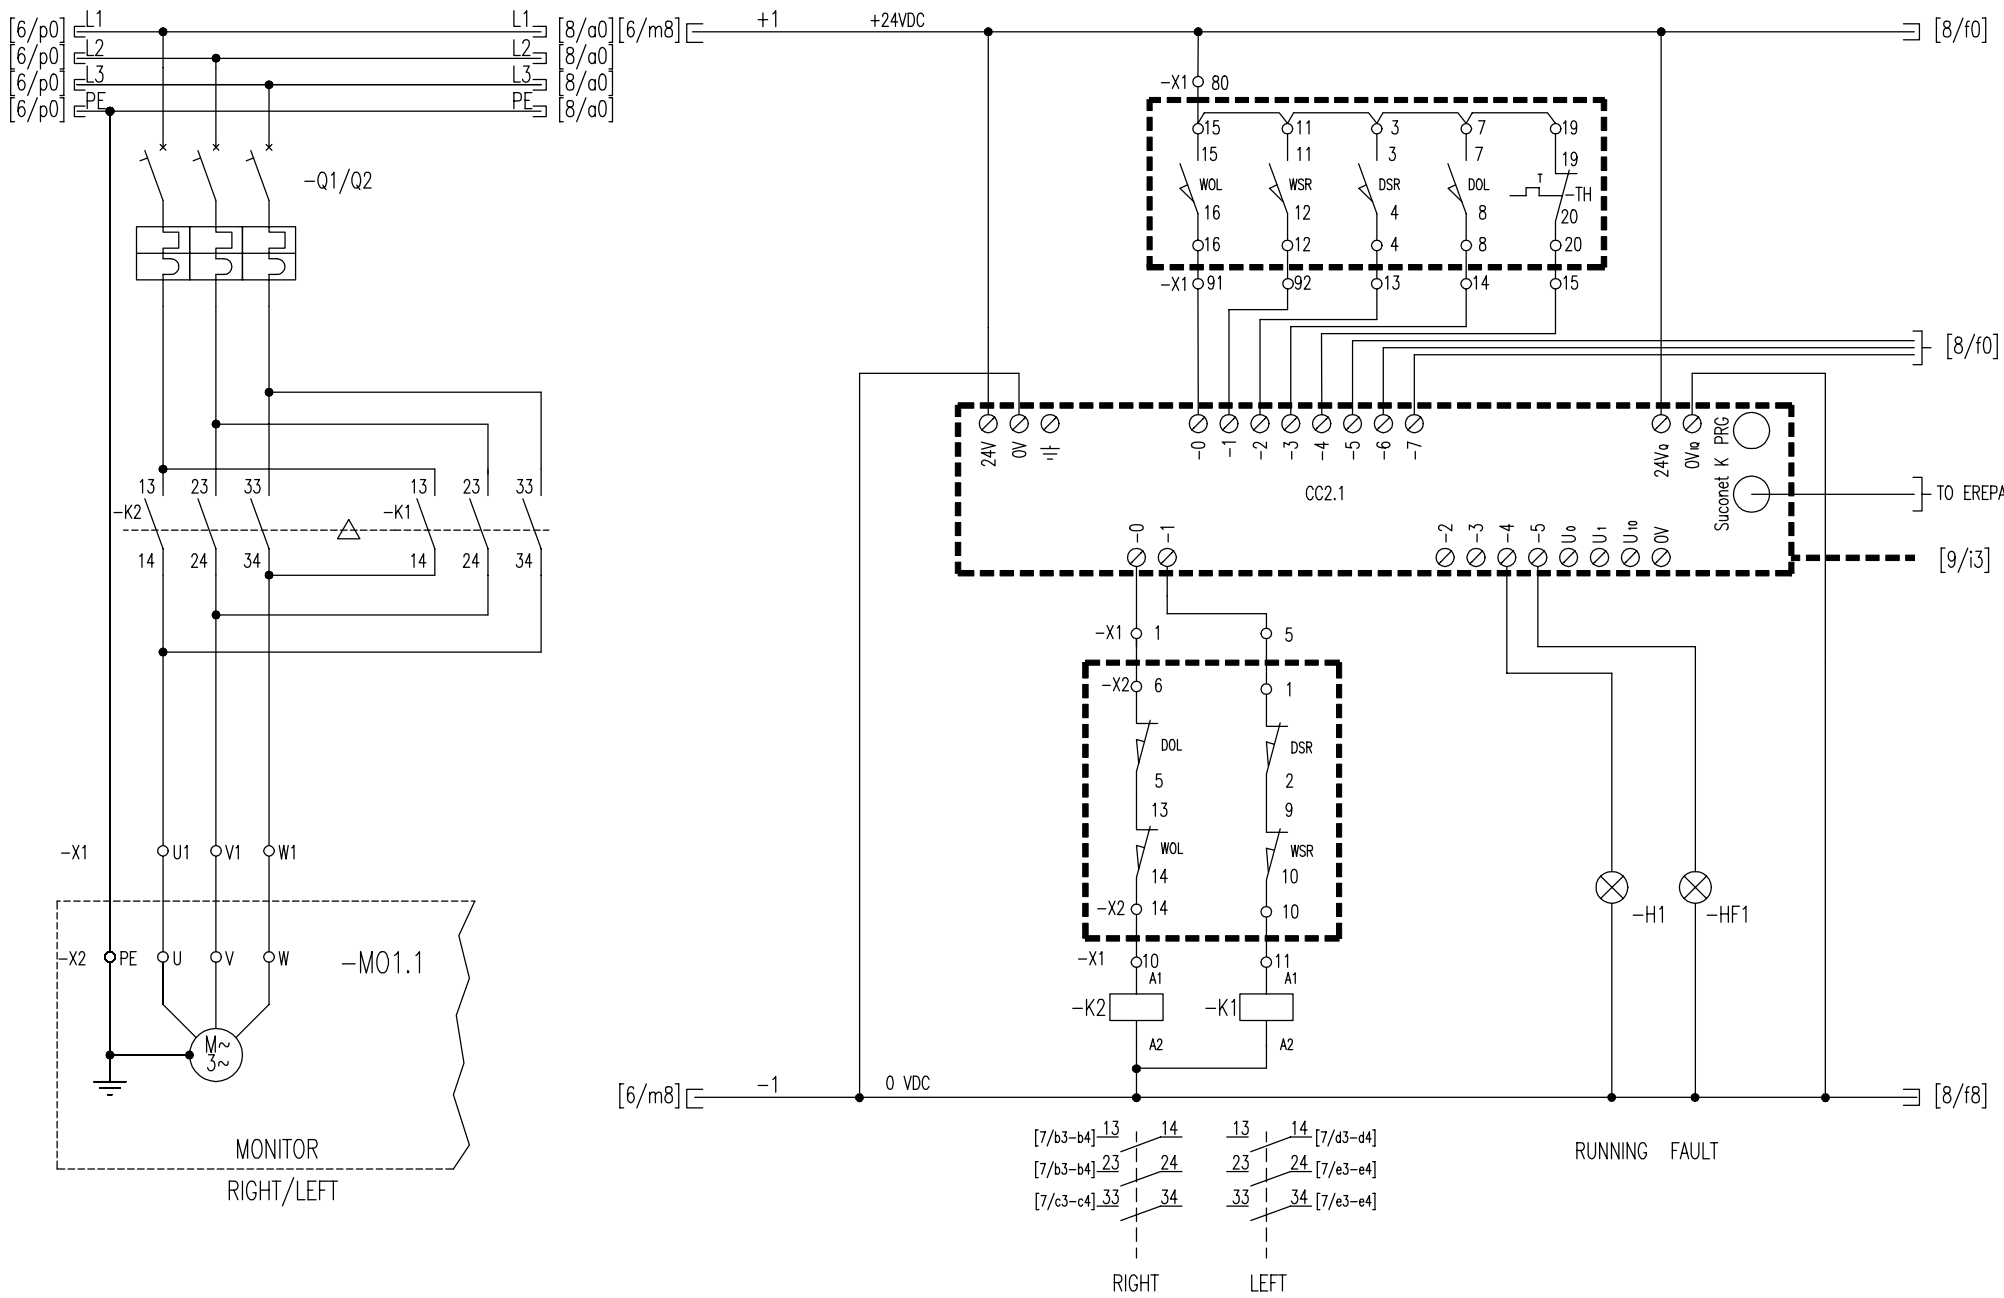 [6/p0] L1 L1 [8/a0] [6/m8] +1 +24VDC [8/f0]
[6/p0] L2 L2 [8/a0]
[6/p0] L3 L3 [8/a0]
[6/p0] PE PE [8/a0]
-X1 80
15 11 3 7 19
15 11 3 7 19
-Q1/Q2
WOL WSR DSR DOL T -TH
16 12 4 8 20
16 12 4 8 20
-X1 91 92 13 14 15
[8/f0]
24V 0V -0 -1 -2 -3 -4 -5 -6 -7 24VQ 0VIQ
Suconet K PRG
CC2.1
TO EREPA
13 23 33 13 23 33
-K2 -K1
14 24 34 14 24 34
-0 -1 -2 -3 -4 -5 U0 U1 U10 0V
[9/i3]
-X1 1 5
-X2 6 1
DOL DSR
5 2
13 9
WOL WSR
14 10
-X2 14 10
-X1 U1 V1 W1
-H1 -HF1
-X2 PE U V W -M01.1
-X1 10 11
A1 A1
-K2 -K1
A2 A2
M~
3~
[6/m8] -1 0 VDC [8/f8]
MONITOR
RIGHT/LEFT
[7/b3-b4] 13 14 13 14 [7/d3-d4]
[7/b3-b4] 23 24 23 24 [7/e3-e4]
[7/c3-c4] 33 34 33 34 [7/e3-e4]
RUNNING FAULT
RIGHT LEFT